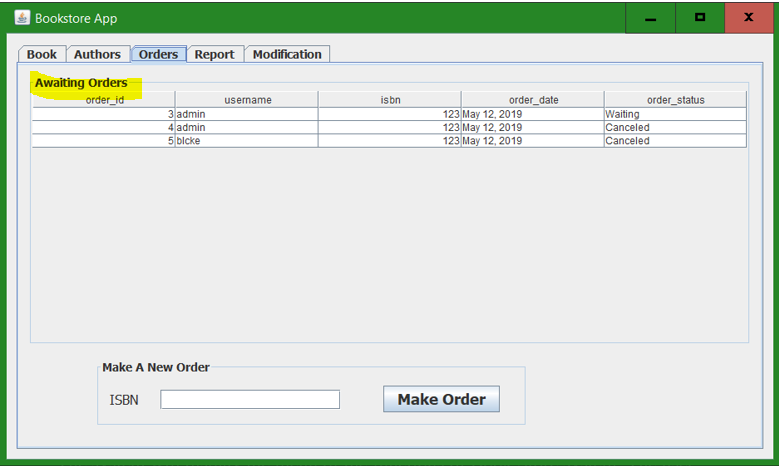 Bookstore App
Book Authors Orders Report Modification
Awaiting Orders
order_id username isbn order_date order_status
3 admin 123 May 12, 2019 Waiting
4 admin 123 May 12, 2019 Canceled
5 blcke 123 May 12, 2019 Canceled
Make A New Order
ISBN Make Order